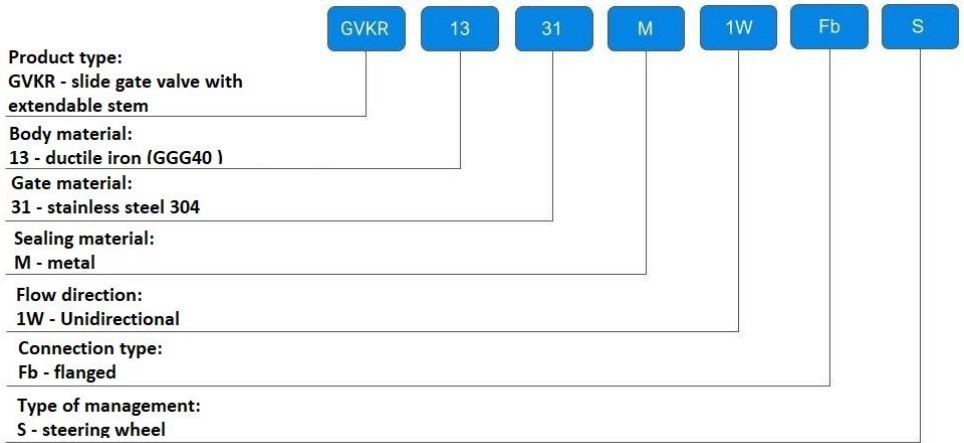 GVKR 13 31 M 1W Fb S
Product type:
GVKR - slide gate valve with
extendable stem
Body material:
13 - ductile iron (GGG40 )
Gate material:
31 - stainless steel 304
Sealing material:
M - metal
Flow direction:
1W - Unidirectional
Connection type:
Fb - flanged
Type of management:
S - steering wheel